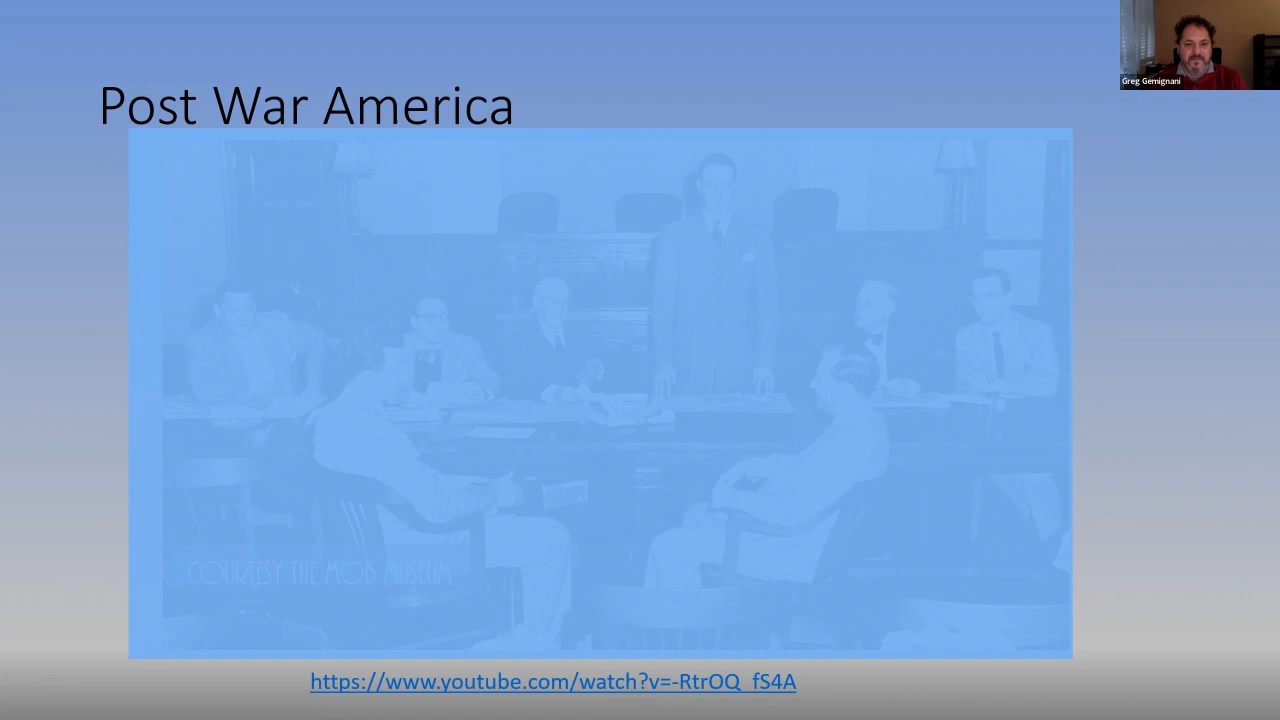 Greg Gemignani
Post War America
COURTESY THE MOB MUSEUM
https://www.youtube.com/watch?v=-RtrOQ_fS4A